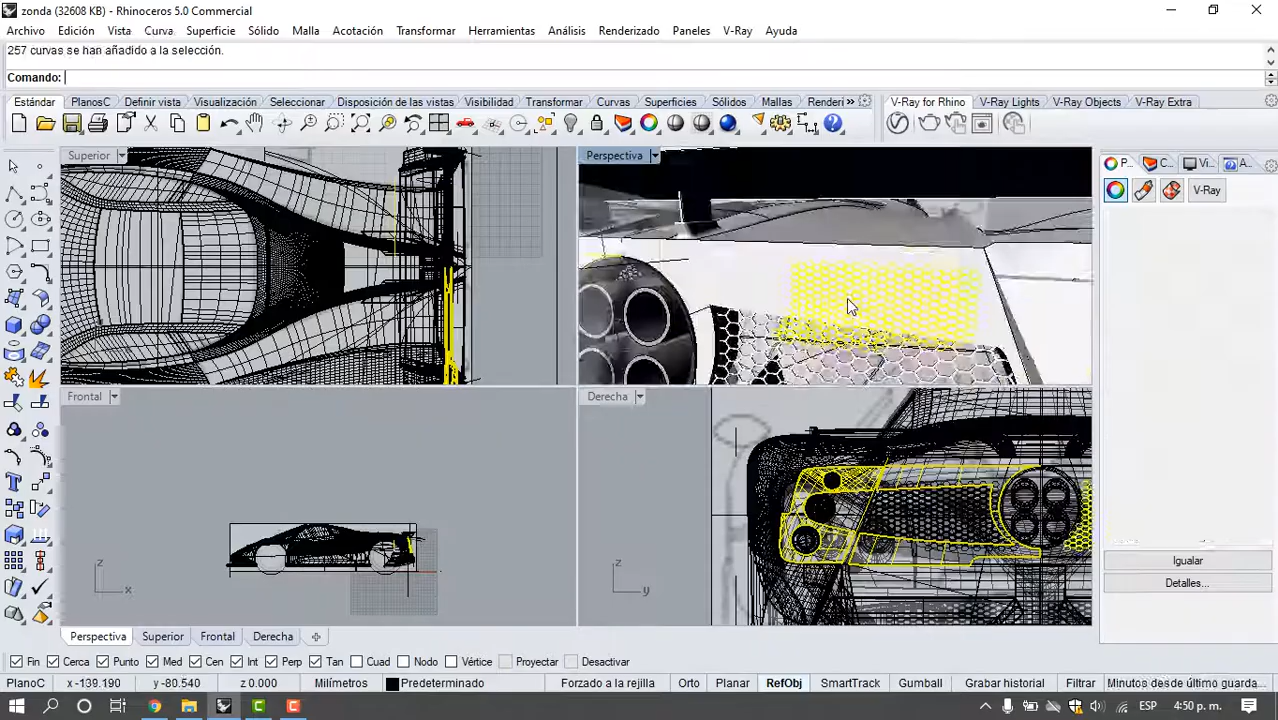 zonda (32608 KB) - Rhinoceros 5.0 Commercial
Archivo Edición Vista Curva Superficie Sólido Malla Acotación Transformar Herramientas Análisis Renderizado Paneles V-Ray Ayuda
257 curvas se han añadido a la selección.
Comando:
Estándar PlanosC Definir vista Visualización Seleccionar Disposición de las vistas Visibilidad Transformar Curvas Superficies Sólidos Mallas Renderi » V-Ray for Rhino V-Ray Lights V-Ray Objects V-Ray Extra
Superior Perspectiva P... C... Vi... A...
V-Ray
Frontal Derecha
Igualar
z z
Detalles...
x y
Perspectiva Superior Frontal Derecha
Fin Cerca Punto Med Cen Int Perp Tan Cuad Nodo Vértice Proyectar Desactivar
PlanoC x -139.190 y -80.540 z 0.000 Milímetros Predeterminado Forzado a la rejilla Orto Planar RefObj SmartTrack Gumball Grabar historial Filtrar Minutos desde último guarda...
ESP 4:50 p. m.